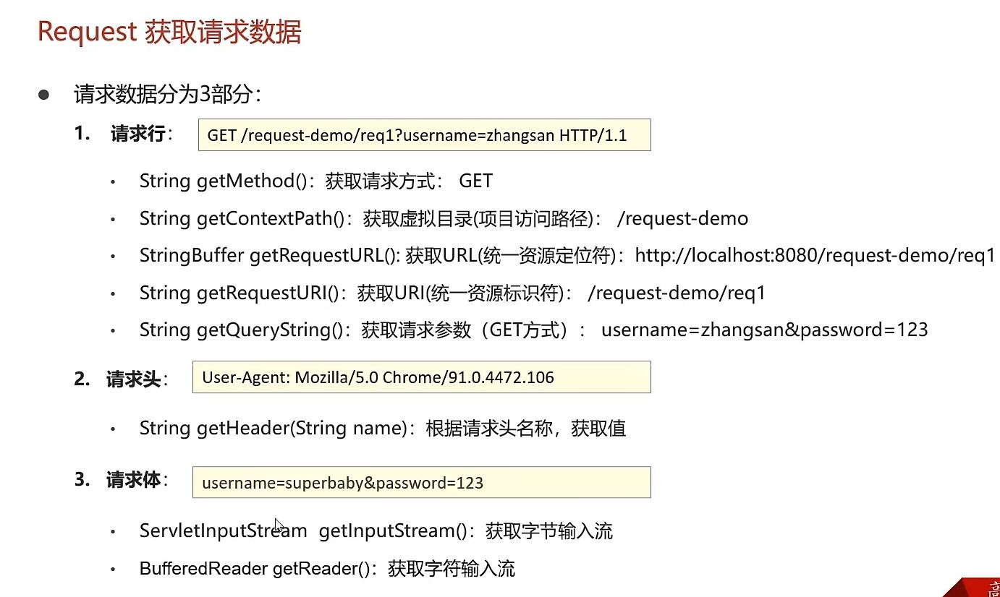 Request 获取请求数据
● 请求数据分为3部分：
1. 请求行： GET /request-demo/req1?username=zhangsan HTTP/1.1
• String getMethod()：获取请求方式： GET
• String getContextPath()：获取虚拟目录(项目访问路径)： /request-demo
• StringBuffer getRequestURL(): 获取URL(统一资源定位符)：http://localhost:8080/request-demo/req1
• String getRequestURI()：获取URI(统一资源标识符)： /request-demo/req1
• String getQueryString()：获取请求参数（GET方式）： username=zhangsan&password=123
2. 请求头： User-Agent: Mozilla/5.0 Chrome/91.0.4472.106
• String getHeader(String name)：根据请求头名称，获取值
3. 请求体： username=superbaby&password=123
• ServletInputStream getInputStream()：获取字节输入流
• BufferedReader getReader()：获取字符输入流